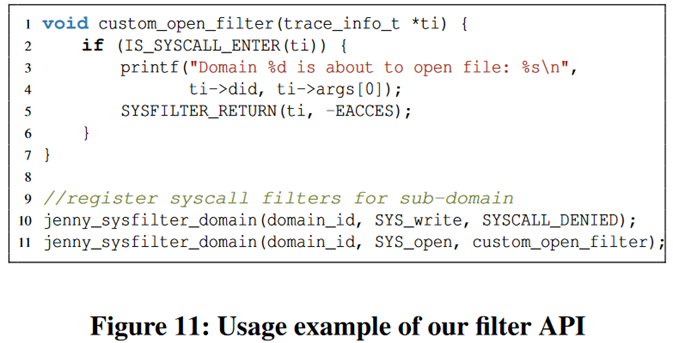 1 void custom_open_filter(trace_info_t *ti) {
2     if (IS_SYSCALL_ENTER(ti)) {
3         printf("Domain %d is about to open file: %s\n",
4                ti->did, ti->args[0]);
5         SYSFILTER_RETURN(ti, -EACCES);
6     }
7 }
8
9 //register syscall filters for sub-domain
10 jenny_sysfilter_domain(domain_id, SYS_write, SYSCALL_DENIED);
11 jenny_sysfilter_domain(domain_id, SYS_open, custom_open_filter);
Figure 11: Usage example of our filter API